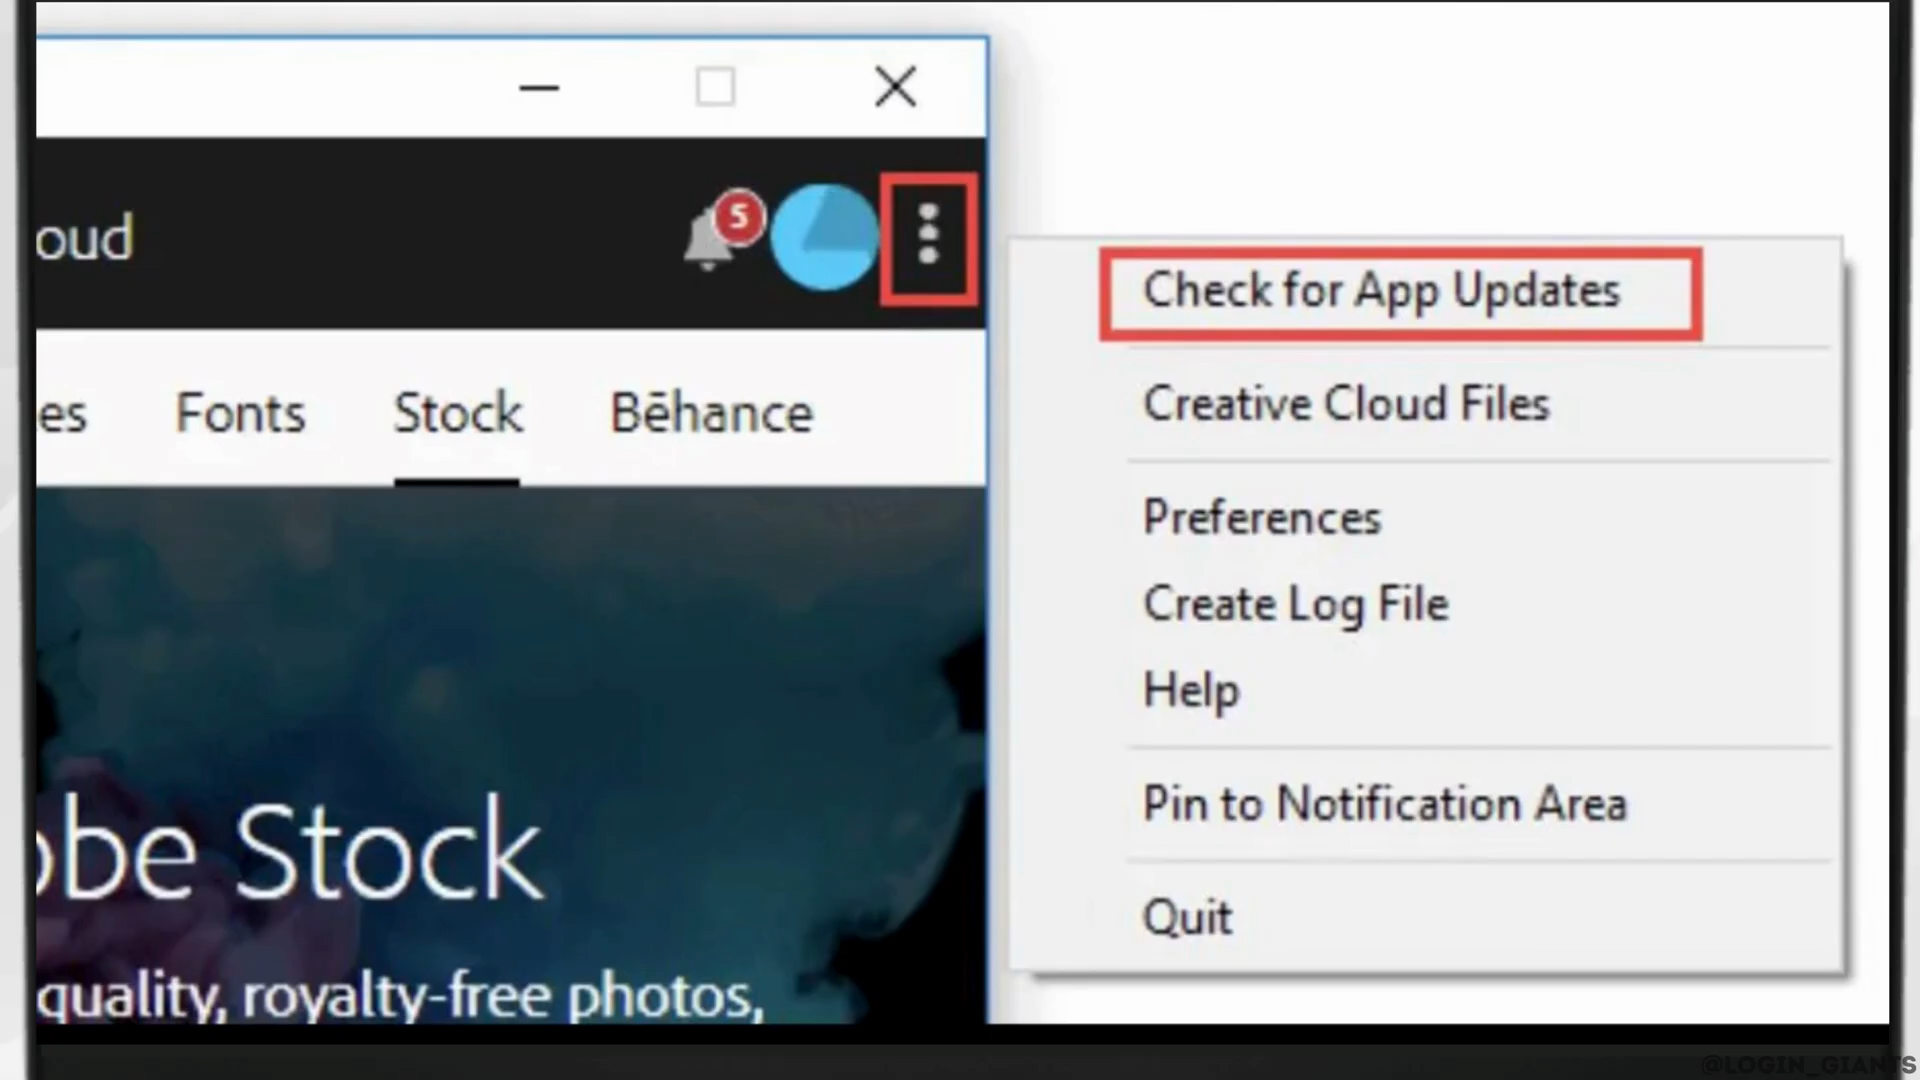 oud
5
es Fonts Stock Bēhance
obe Stock
quality, royalty-free photos,
Check for App Updates
Creative Cloud Files
Preferences
Create Log File
Help
Pin to Notification Area
Quit
@LOGIN_GIANTS